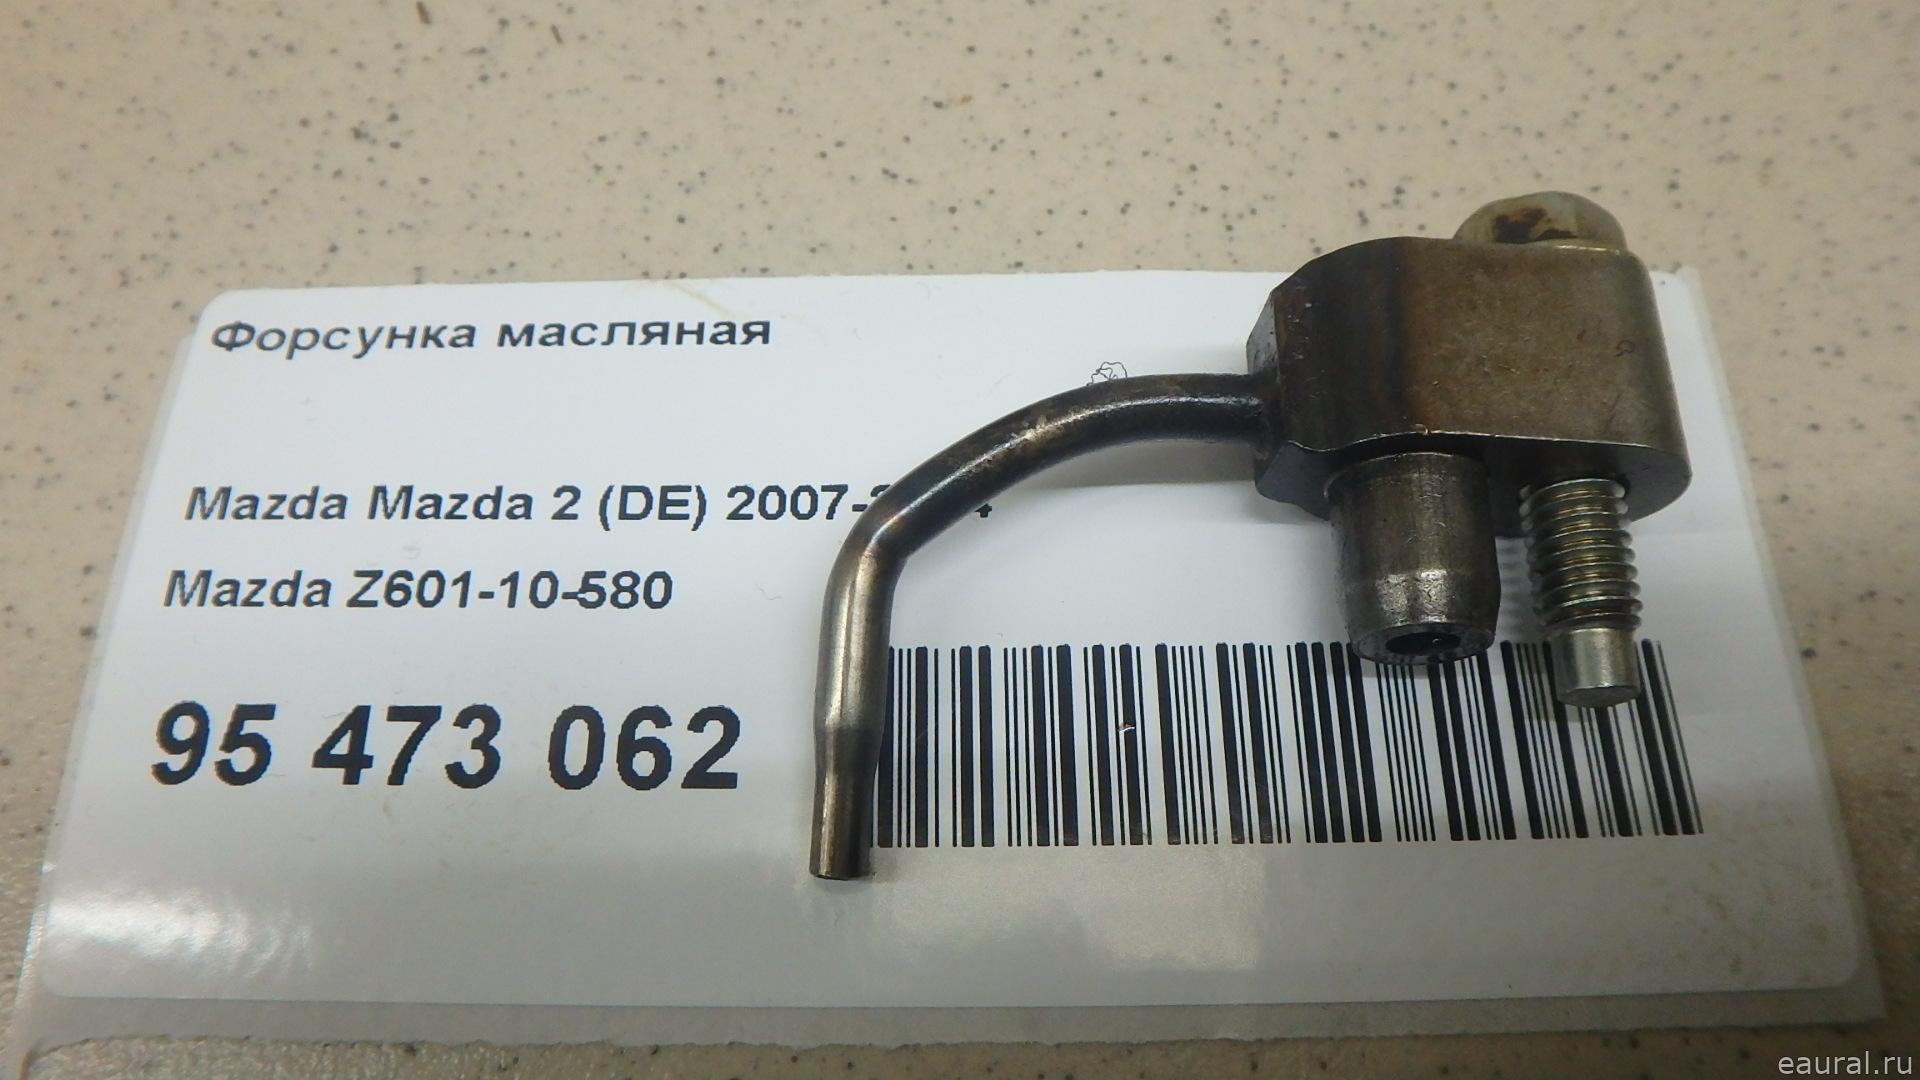 Форсунка масляная
Mazda Mazda 2 (DE) 2007-
Mazda Z601-10-580
95 473 062
eaural.ru